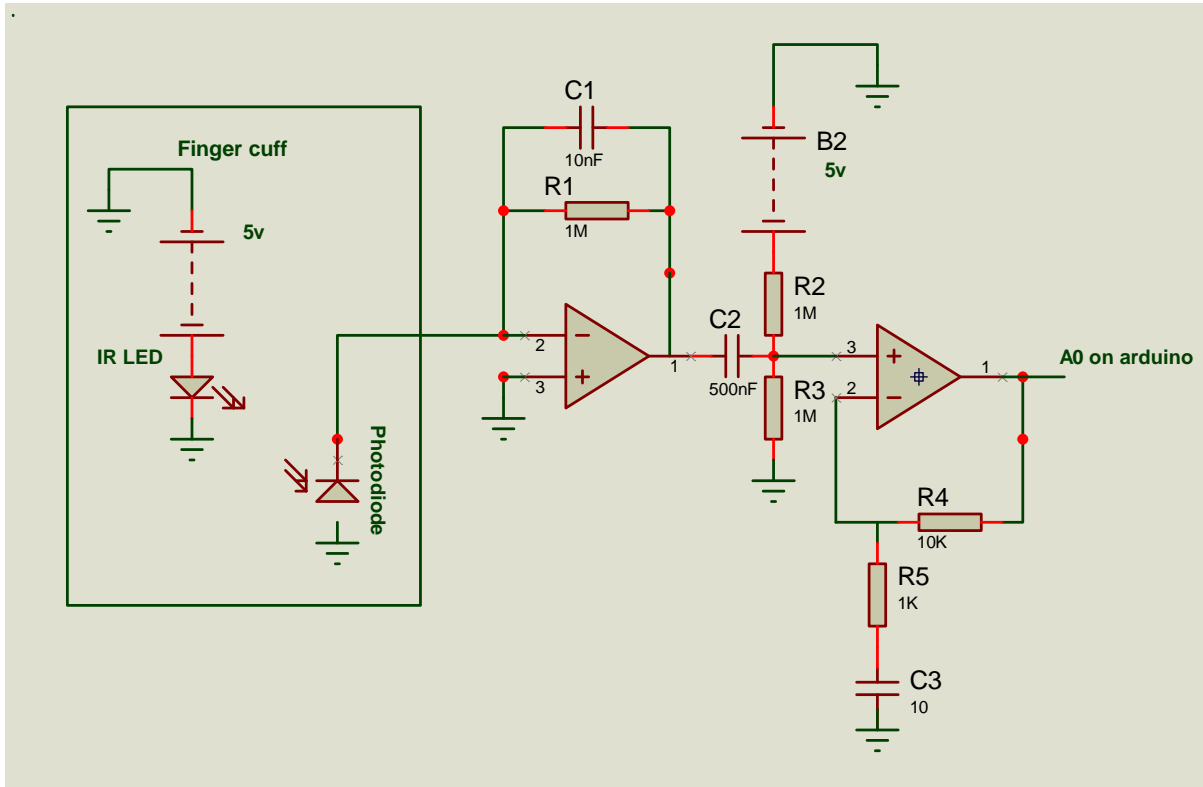 Finger cuff
5v
IR LED
Photodiode
C1
10nF
R1
1M
2
3
1
B2
5v
R2
1M
C2
500nF
R3
1M
3
2
1
A0 on arduino
R4
10K
R5
1K
C3
10